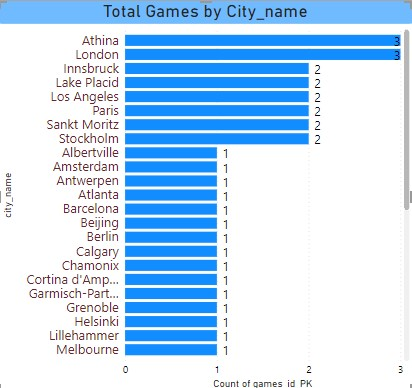 Total Games by City_name
Athina 3
London 3
Innsbruck 2
Lake Placid 2
Los Angeles 2
Paris 2
Sankt Moritz 2
Stockholm 2
Albertville 1
Amsterdam 1
Antwerpen 1
Atlanta 1
Barcelona 1
Beijing 1
Berlin 1
Calgary 1
Chamonix 1
Cortina d'Amp... 1
Garmisch-Part... 1
Grenoble 1
Helsinki 1
Lillehammer 1
Melbourne 1
city_name
0 1 2 3
Count of games_id_PK